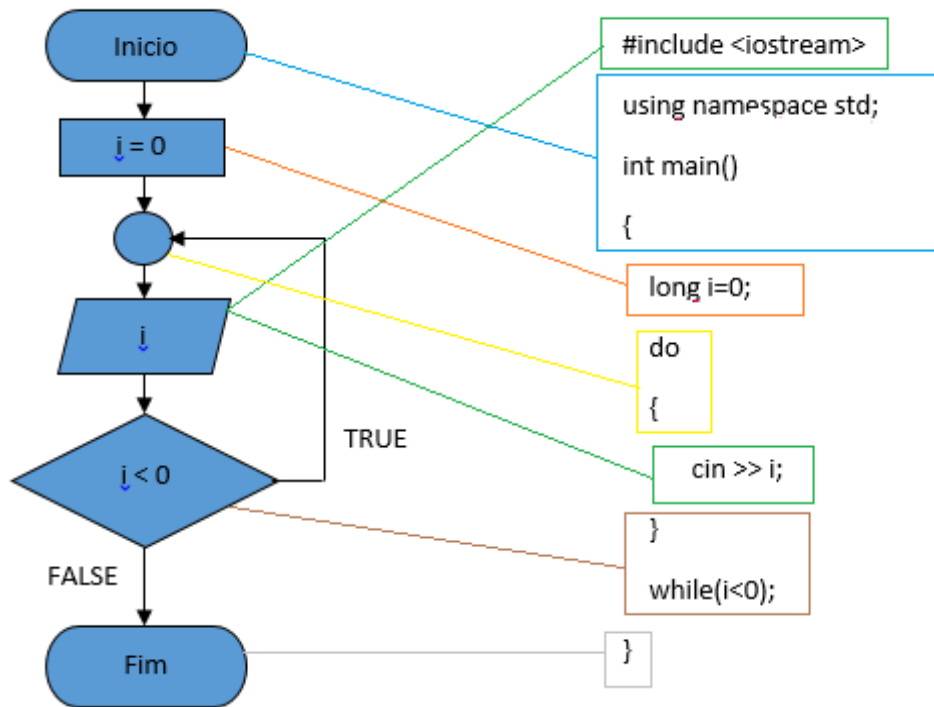 Inicio
i = 0
i
i < 0
TRUE
FALSE
Fim
#include <iostream>
using namespace std;
int main()
{
long i=0;
do
{
cin >> i;
}
while(i<0);
}